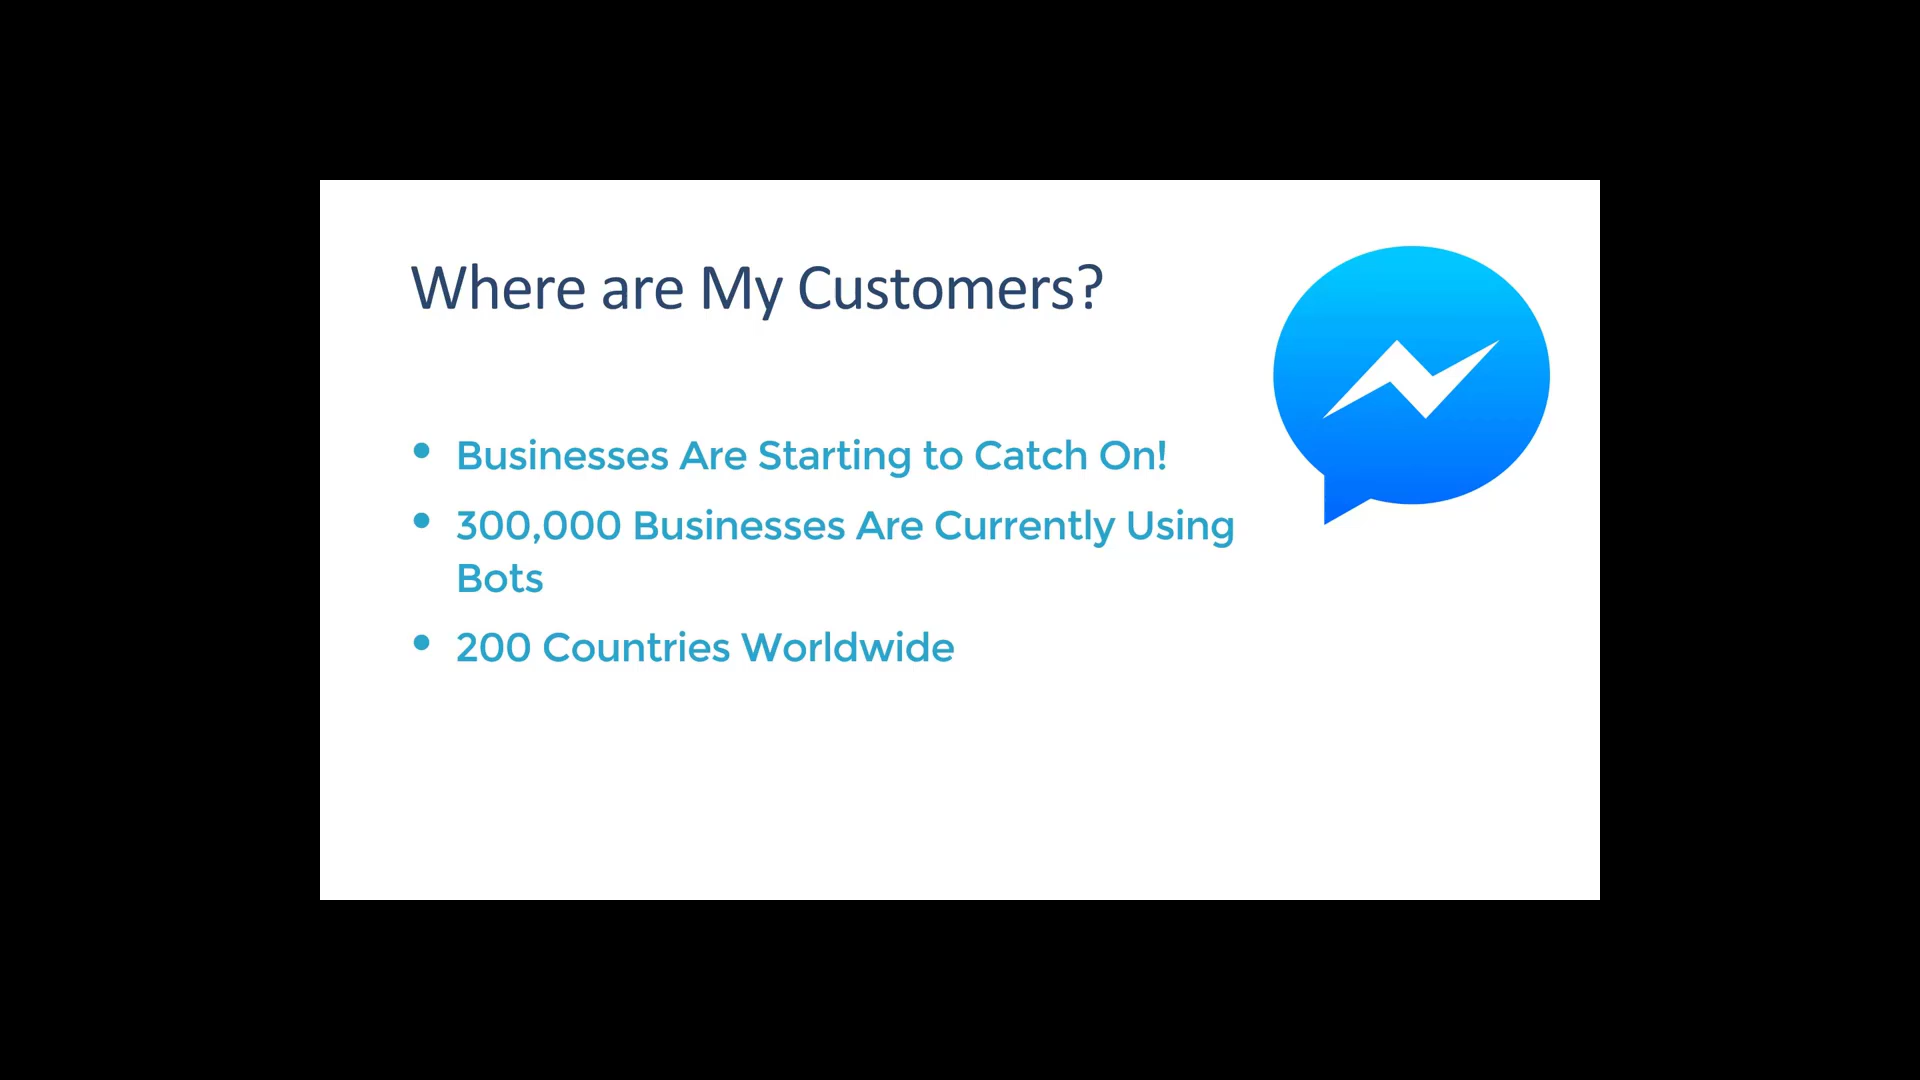 Where are My Customers?
• Businesses Are Starting to Catch On!
• 300,000 Businesses Are Currently Using
Bots
• 200 Countries Worldwide